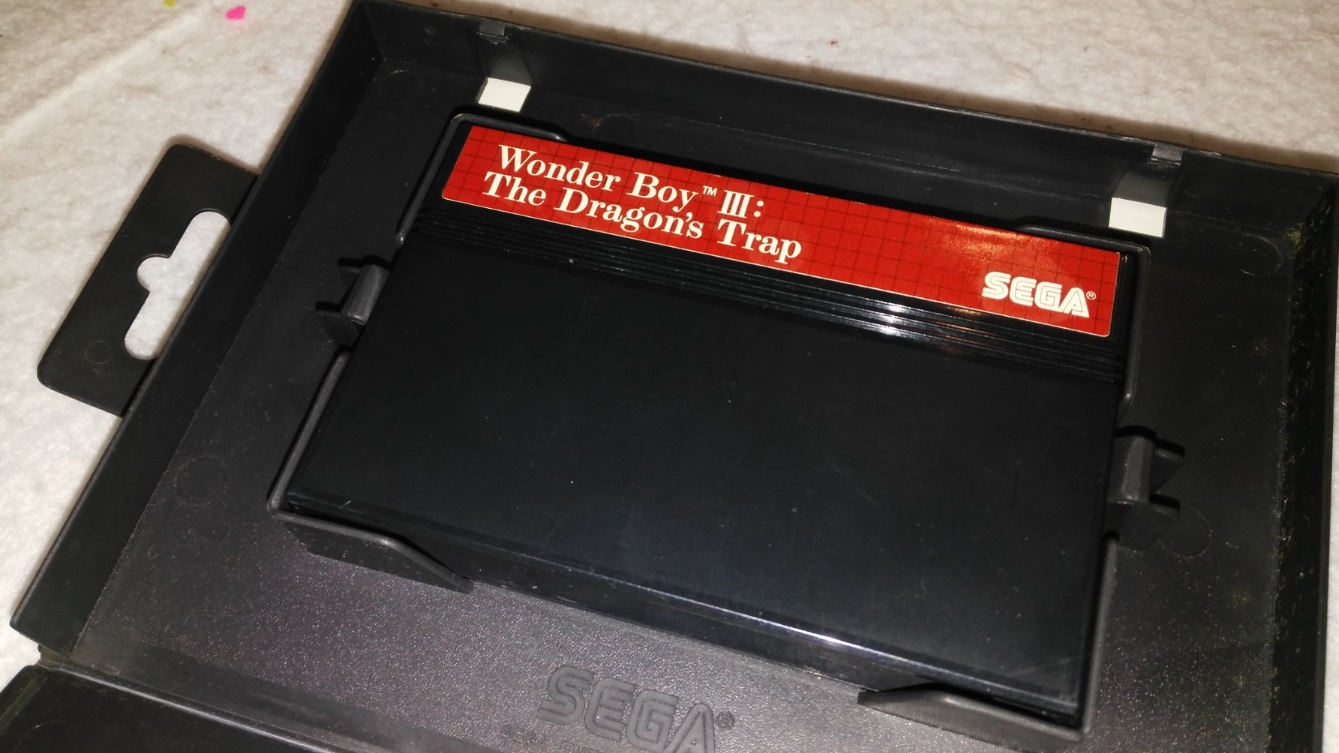 Wonder Boy™ III:
The Dragon's Trap
SEGA®
SEGA®